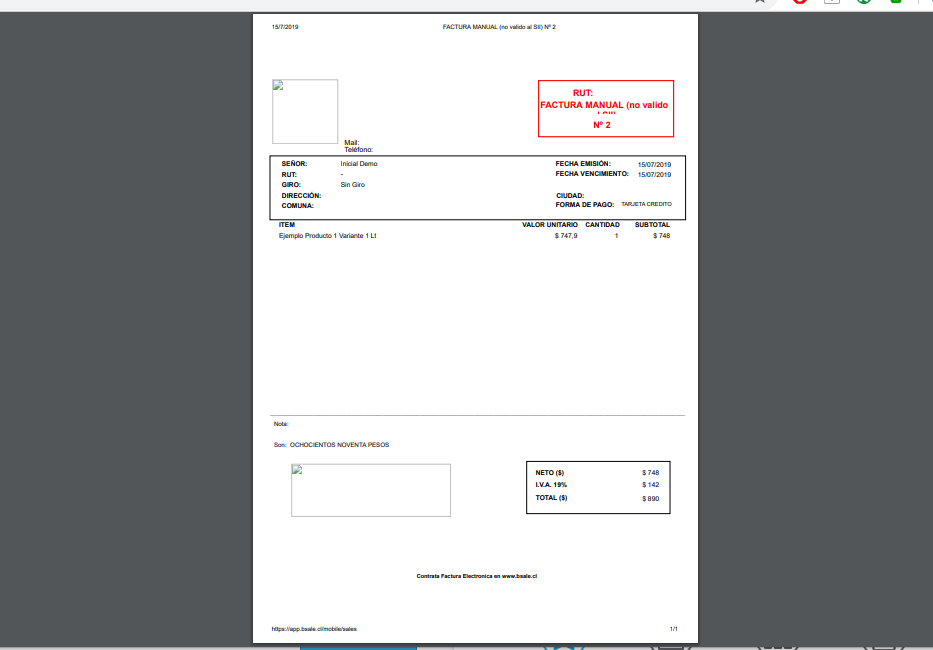 15/7/2019 FACTURA MANUAL (no valido al SII) Nº 2
RUT:
FACTURA MANUAL (no valido
Nº 2
Mail:
Teléfono:
SEÑOR: Inicial Demo FECHA EMISIÓN: 15/07/2019
RUT: - FECHA VENCIMIENTO: 15/07/2019
GIRO: Sin Giro
DIRECCIÓN: CIUDAD:
COMUNA: FORMA DE PAGO: TARJETA CREDITO
ITEM VALOR UNITARIO CANTIDAD SUBTOTAL
Ejemplo Producto 1 Variante 1 Lt $ 747,9 1 $ 748
Nota:
Son: OCHOCIENTOS NOVENTA PESOS
NETO ($) $ 748
I.V.A. 19% $ 142
TOTAL ($) $ 890
Contrata Factura Electronica en www.bsale.cl
https://app.bsale.cl/mobile/sales 1/1